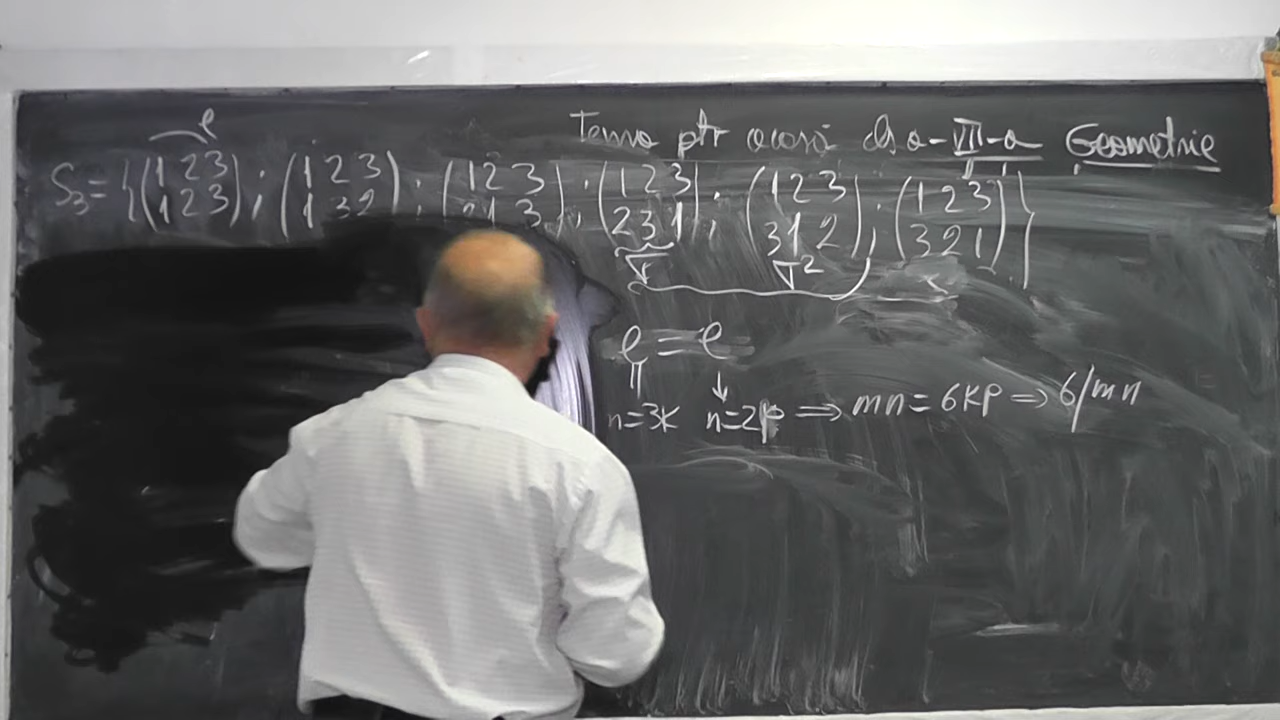 Tema ptr acasă cls a-VII-a Geometrie
e
S₃ = {(1 2 3 / 1 2 3); (1 2 3 / 1 3 2); (1 2 3 / 2 1 3); (1 2 3 / 2 3 1); (1 2 3 / 3 1 2); (1 2 3 / 3 2 1)}
σ σ²
e = e
n=3k n=2p ⇒ mn = 6kp ⇒ 6/mn